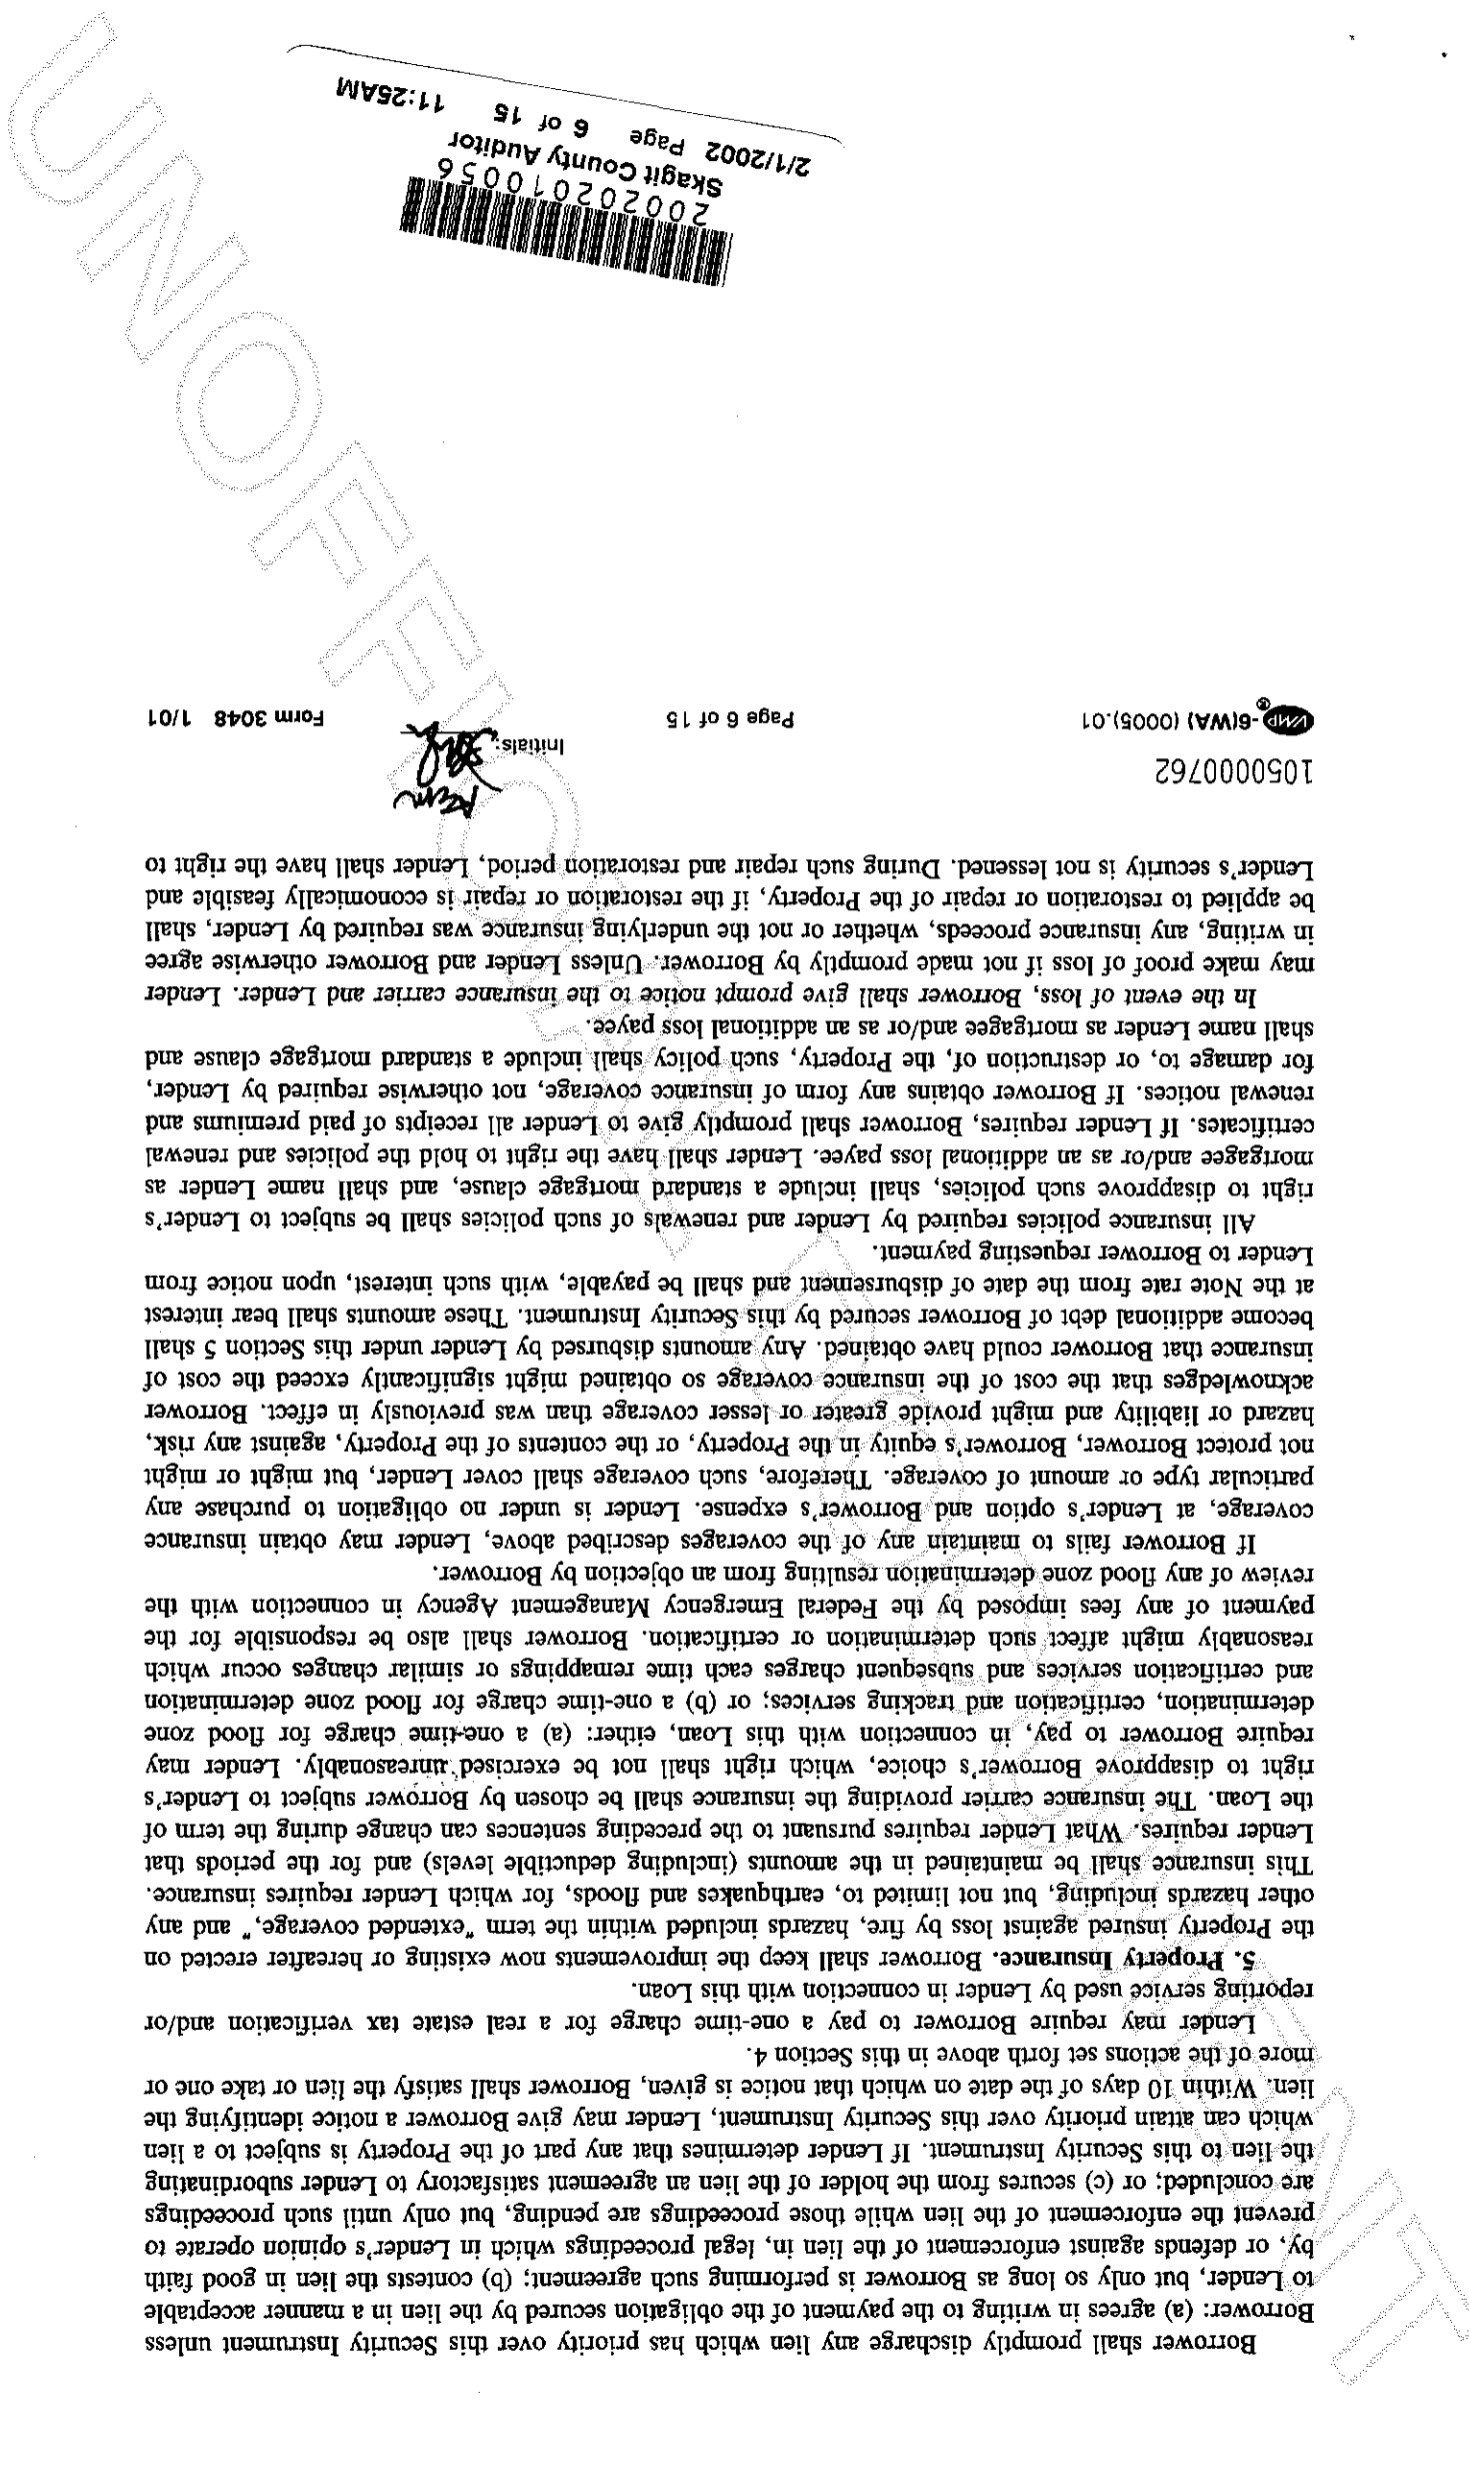 Borrower shall promptly discharge any lien which has priority over this Security Instrument unless
Borrower: (a) agrees in writing to the payment of the obligation secured by the lien in a manner acceptable
to Lender, but only so long as Borrower is performing such agreement; (b) contests the lien in good faith
by, or defends against enforcement of the lien in, legal proceedings which in Lender's opinion operate to
prevent the enforcement of the lien while those proceedings are pending, but only until such proceedings
are concluded; or (c) secures from the holder of the lien an agreement satisfactory to Lender subordinating
the lien to this Security Instrument. If Lender determines that any part of the Property is subject to a lien
which can attain priority over this Security Instrument, Lender may give Borrower a notice identifying the
lien. Within 10 days of the date on which that notice is given, Borrower shall satisfy the lien or take one or
more of the actions set forth above in this Section 4.
Lender may require Borrower to pay a one-time charge for a real estate tax verification and/or
reporting service used by Lender in connection with this Loan.
5. Property Insurance. Borrower shall keep the improvements now existing or hereafter erected on
the Property insured against loss by fire, hazards included within the term "extended coverage," and any
other hazards including, but not limited to, earthquakes and floods, for which Lender requires insurance.
This insurance shall be maintained in the amounts (including deductible levels) and for the periods that
Lender requires. What Lender requires pursuant to the preceding sentences can change during the term of
the Loan. The insurance carrier providing the insurance shall be chosen by Borrower subject to Lender's
right to disapprove Borrower's choice, which right shall not be exercised unreasonably. Lender may
require Borrower to pay, in connection with this Loan, either: (a) a one-time charge for flood zone
determination, certification and tracking services; or (b) a one-time charge for flood zone determination
and certification services and subsequent charges each time remappings or similar changes occur which
reasonably might affect such determination or certification. Borrower shall also be responsible for the
payment of any fees imposed by the Federal Emergency Management Agency in connection with the
review of any flood zone determination resulting from an objection by Borrower.
If Borrower fails to maintain any of the coverages described above, Lender may obtain insurance
coverage, at Lender's option and Borrower's expense. Lender is under no obligation to purchase any
particular type or amount of coverage. Therefore, such coverage shall cover Lender, but might or might
not protect Borrower, Borrower's equity in the Property, or the contents of the Property, against any risk,
hazard or liability and might provide greater or lesser coverage than was previously in effect. Borrower
acknowledges that the cost of the insurance coverage so obtained might significantly exceed the cost of
insurance that Borrower could have obtained. Any amounts disbursed by Lender under this Section 5 shall
become additional debt of Borrower secured by this Security Instrument. These amounts shall bear interest
at the Note rate from the date of disbursement and shall be payable, with such interest, upon notice from
Lender to Borrower requesting payment.
All insurance policies required by Lender and renewals of such policies shall be subject to Lender's
right to disapprove such policies, shall include a standard mortgage clause, and shall name Lender as
mortgagee and/or as an additional loss payee. Lender shall have the right to hold the policies and renewal
certificates. If Lender requires, Borrower shall promptly give to Lender all receipts of paid premiums and
renewal notices. If Borrower obtains any form of insurance coverage, not otherwise required by Lender,
for damage to, or destruction of, the Property, such policy shall include a standard mortgage clause and
shall name Lender as mortgagee and/or as an additional loss payee.
In the event of loss, Borrower shall give prompt notice to the insurance carrier and Lender. Lender
may make proof of loss if not made promptly by Borrower. Unless Lender and Borrower otherwise agree
in writing, any insurance proceeds, whether or not the underlying insurance was required by Lender, shall
be applied to restoration or repair of the Property, if the restoration or repair is economically feasible and
Lender's security is not lessened. During such repair and restoration period, Lender shall have the right to
1050000762
Initials:
VMP -6(WA) (0005).01 Page 6 of 15 Form 3048 1/01
200202010056
Skagit County Auditor
2/1/2002 Page 6 of 15 11:25AM
UNOFFICIAL DOCUMENT